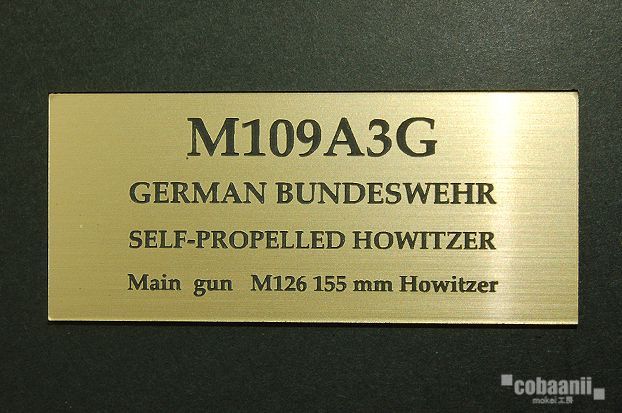 M109A3G
GERMAN BUNDESWEHR
SELF-PROPELLED HOWITZER
Main gun M126 155 mm Howitzer
cobaanii
mokei工房